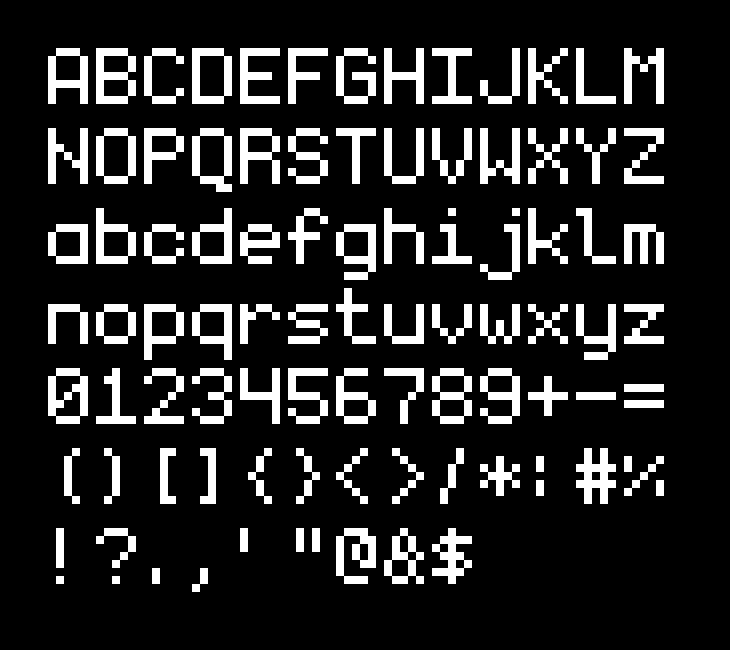 ABCDEFGHIJKLM
NOPQRSTUVWXYZ
abcdefghijklm
nopqrstuvwxyz
0123456789+-=
()[]{}<>/*:#%
!?.,'"@&$